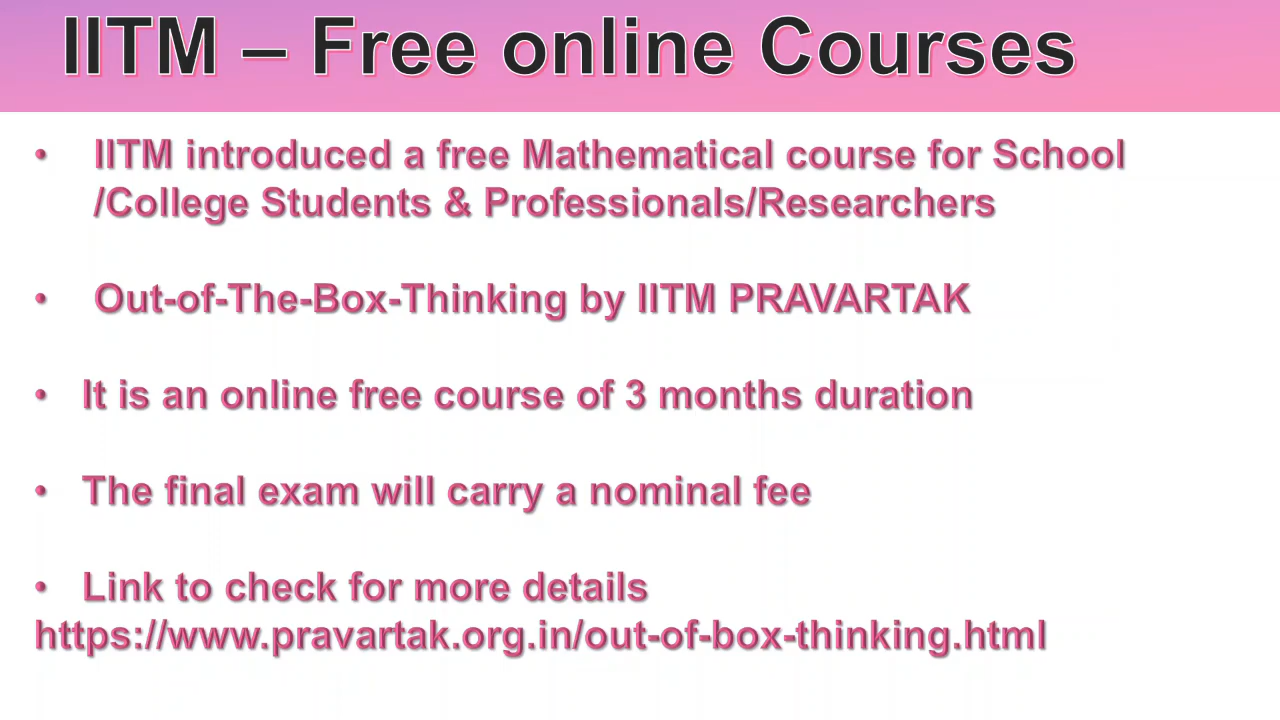 IITM – Free online Courses
• IITM introduced a free Mathematical course for School
/College Students & Professionals/Researchers
• Out-of-The-Box-Thinking by IITM PRAVARTAK
• It is an online free course of 3 months duration
• The final exam will carry a nominal fee
• Link to check for more details
https://www.pravartak.org.in/out-of-box-thinking.html